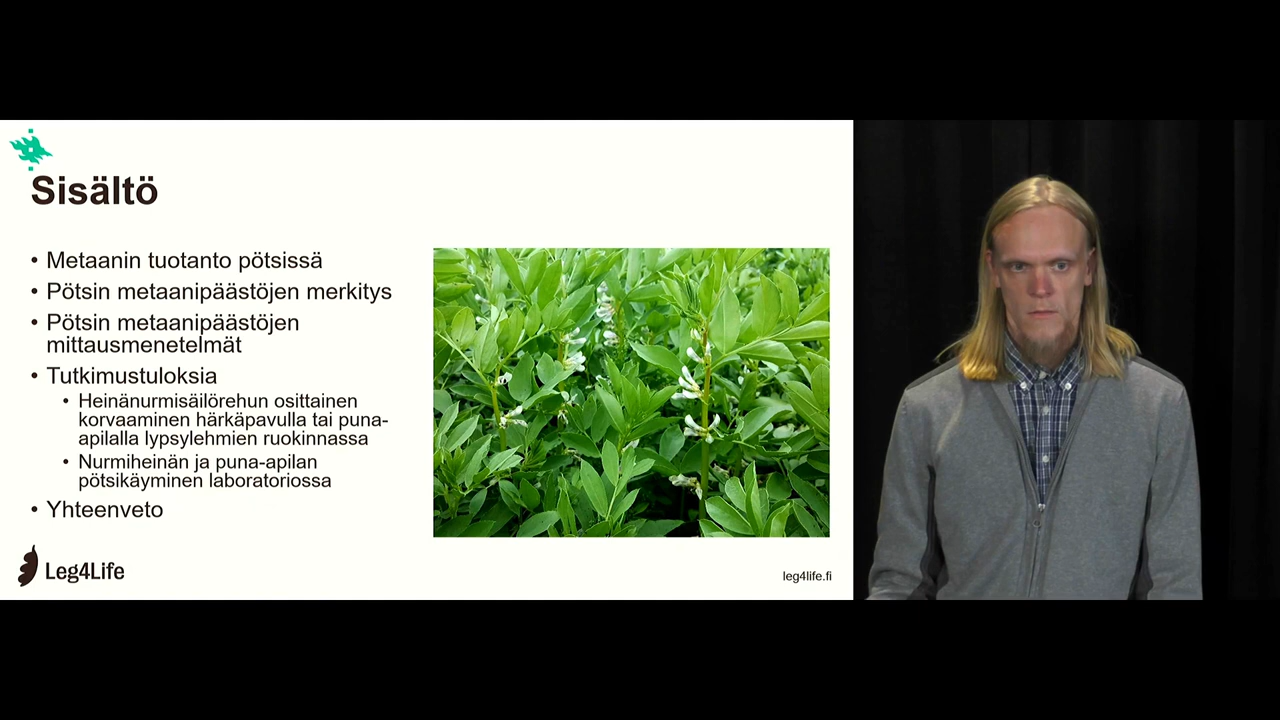 Sisältö
• Metaanin tuotanto pötsissä
• Pötsin metaanipäästöjen merkitys
• Pötsin metaanipäästöjen
mittausmenetelmät
• Tutkimustuloksia
• Heinänurmisäilörehun osittainen
korvaaminen härkäpavulla tai puna-
apilalla lypsylehmien ruokinnassa
• Nurmiheinän ja puna-apilan
pötsikäyminen laboratoriossa
• Yhteenveto
Leg4Life
leg4life.fi